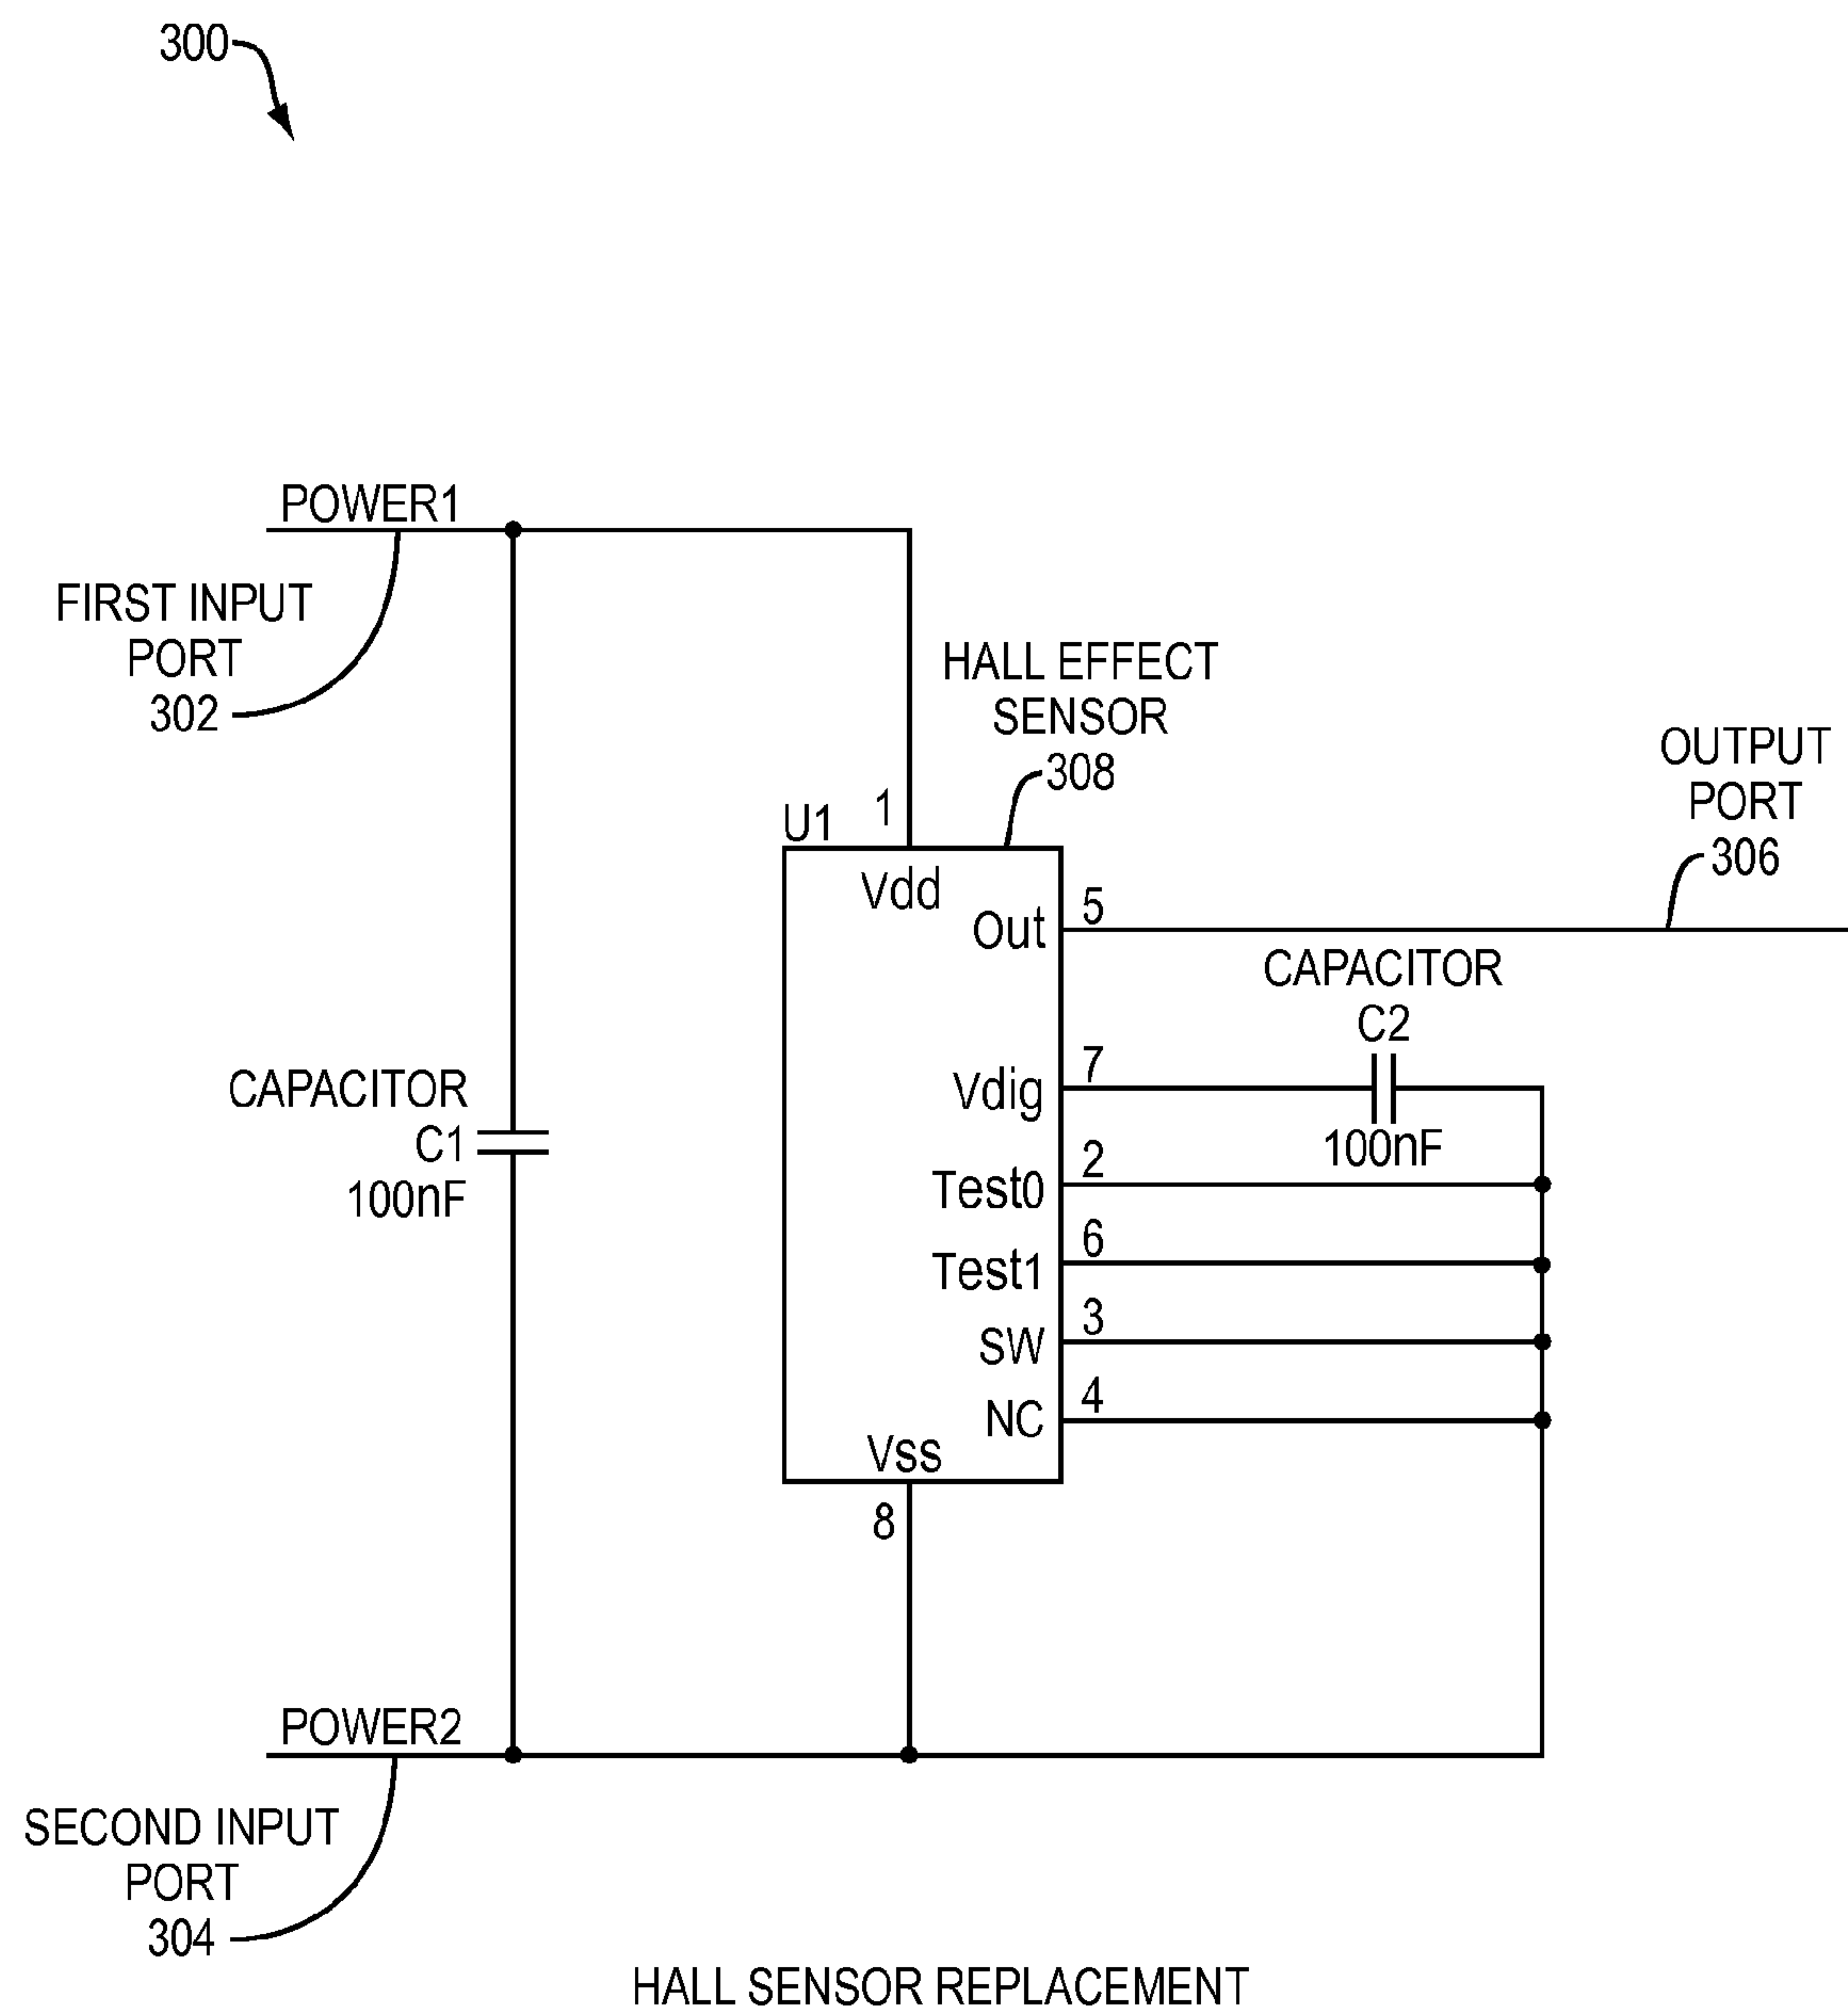 300
POWER1
FIRST INPUT
PORT
302
HALL EFFECT
SENSOR
308
OUTPUT
PORT
306
U1
1
Vdd
Out
5
CAPACITOR
C2
100nF
Vdig
7
CAPACITOR
C1
100nF
Test0
2
Test1
6
SW
3
NC
4
Vss
8
POWER2
SECOND INPUT
PORT
304
HALL SENSOR REPLACEMENT